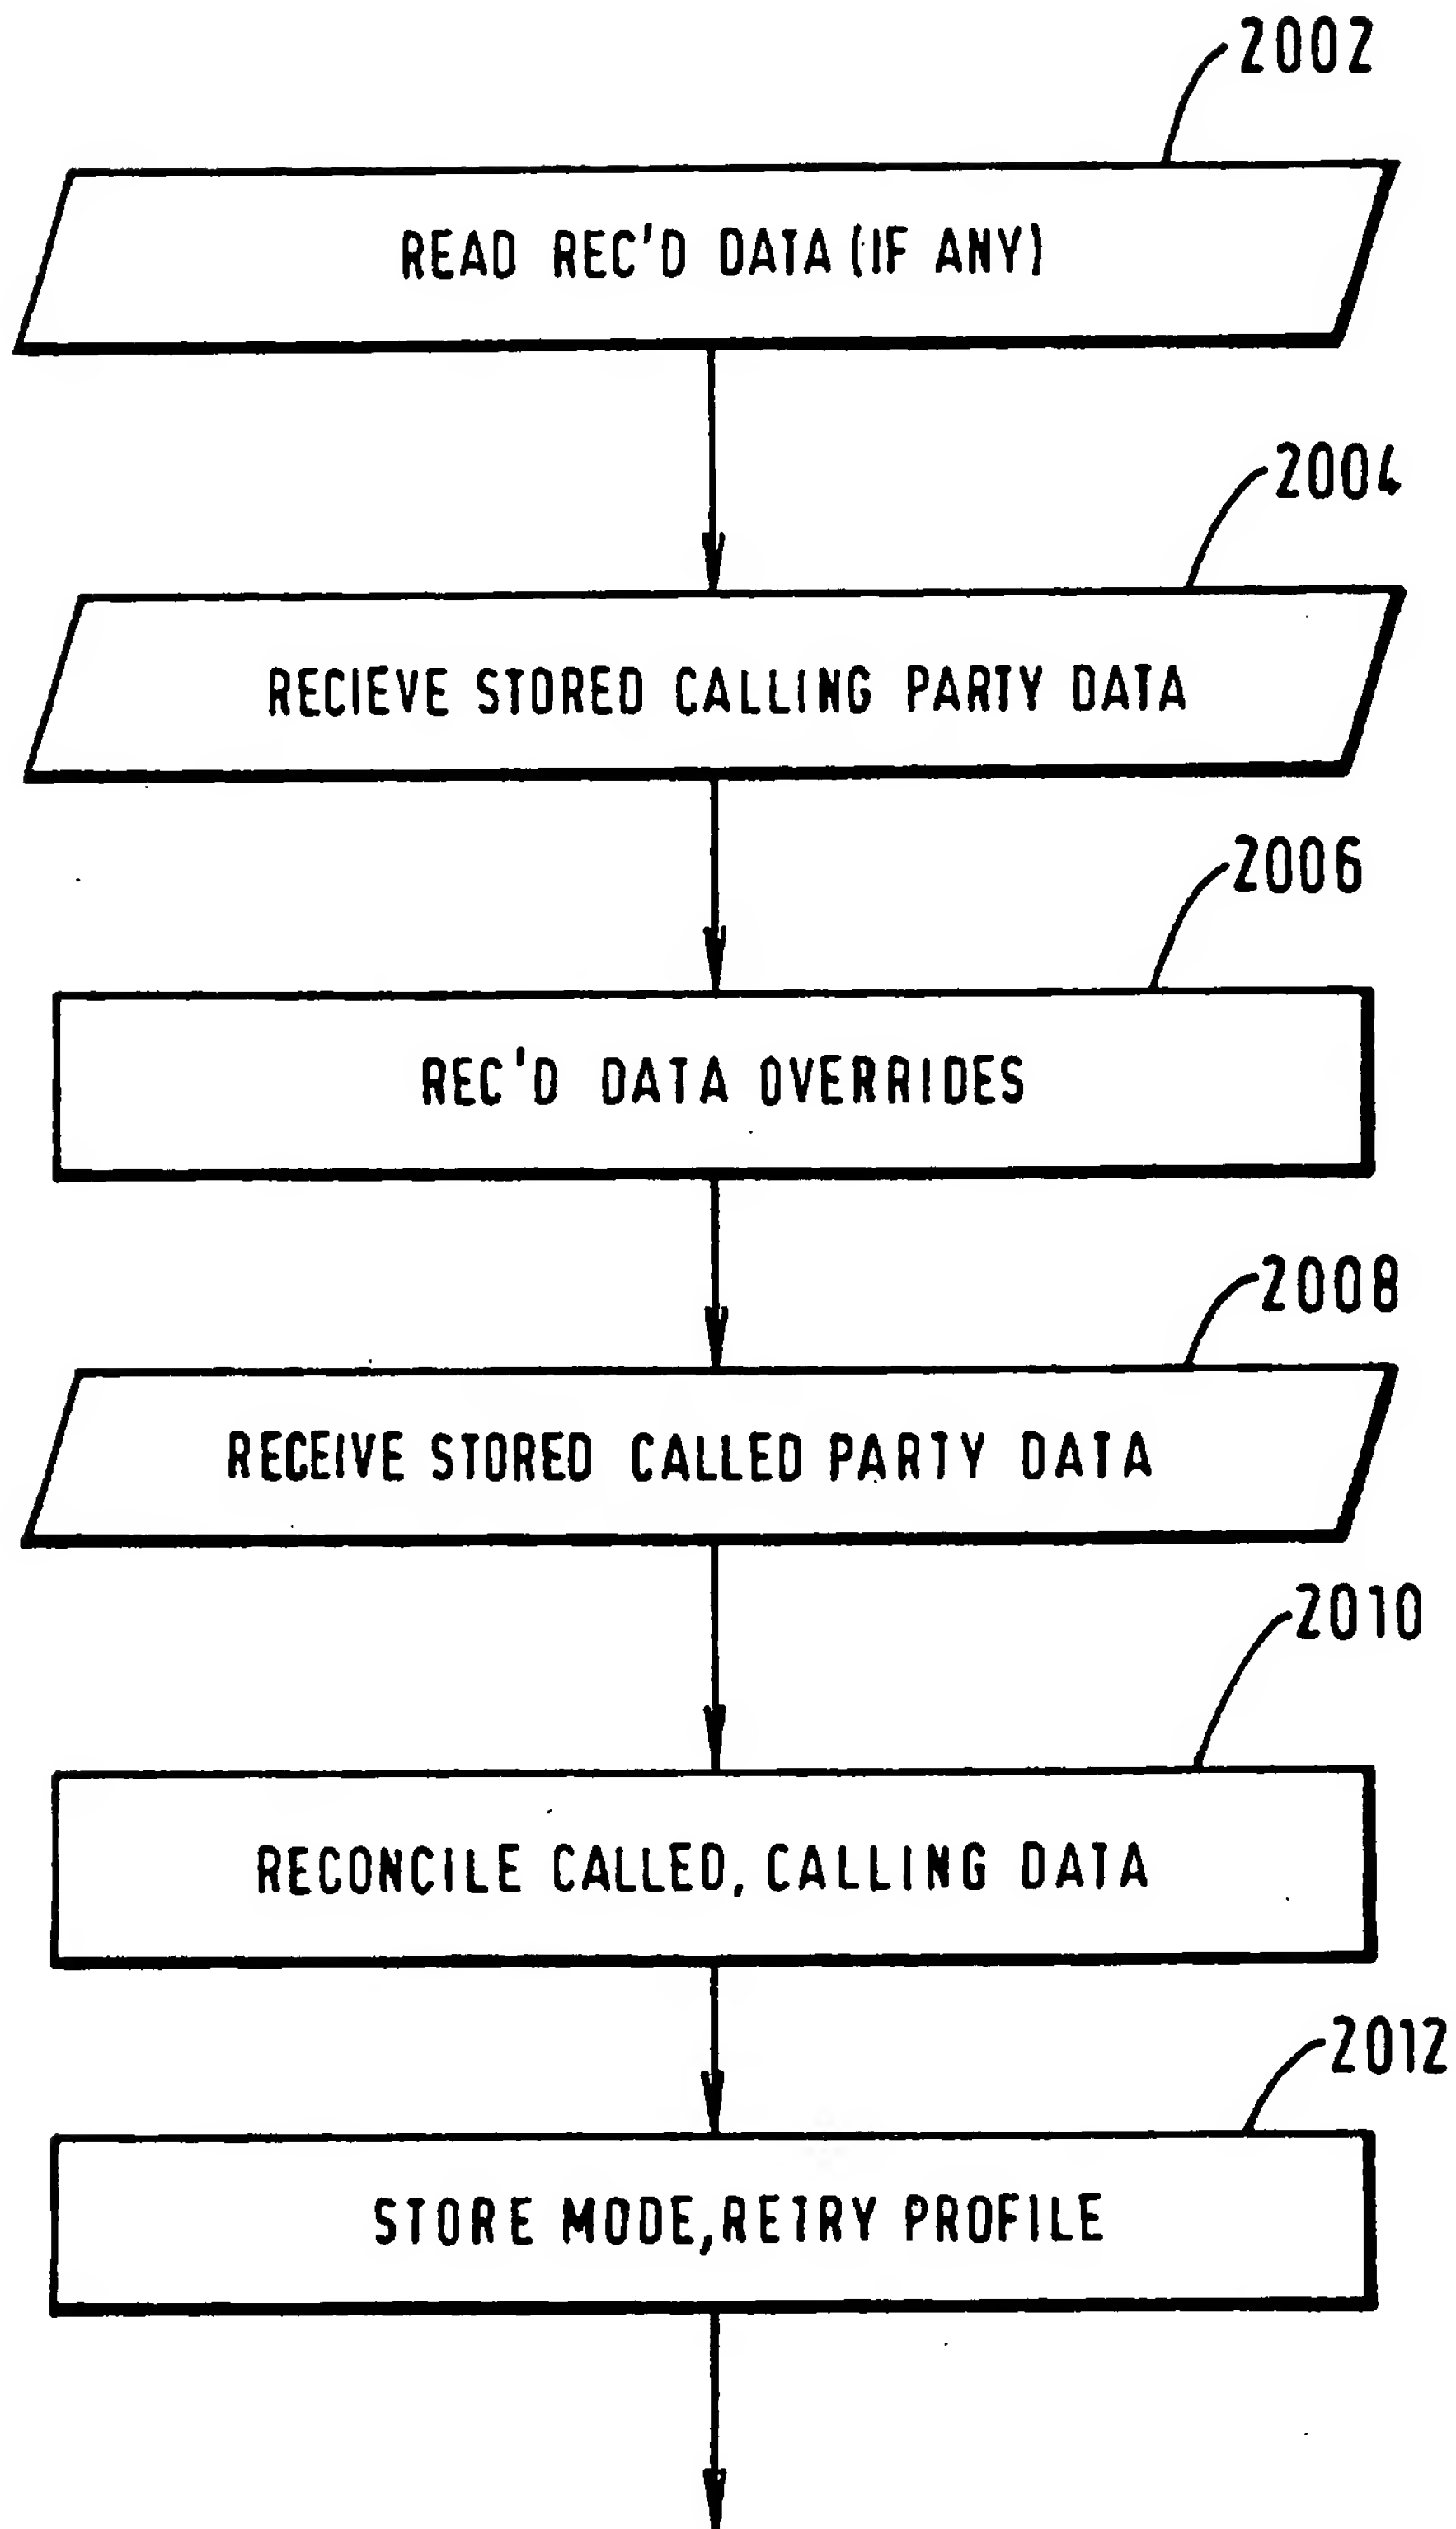 2002
READ REC'D DATA (IF ANY)
2004
RECIEVE STORED CALLING PARTY DATA
2006
REC'D DATA OVERRIDES
2008
RECEIVE STORED CALLED PARTY DATA
2010
RECONCILE CALLED, CALLING DATA
2012
STORE MODE, RETRY PROFILE